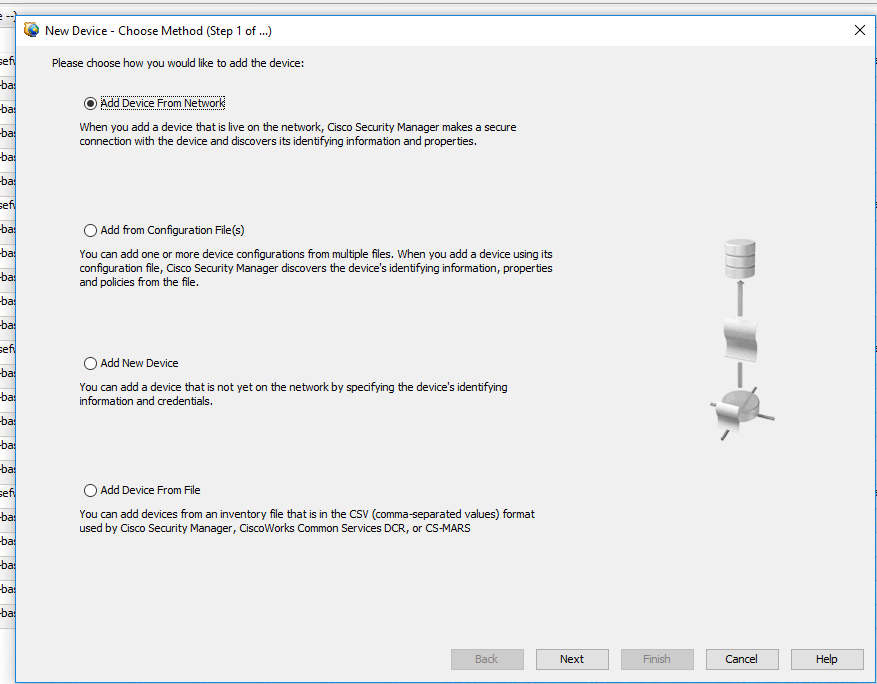 New Device - Choose Method (Step 1 of ...)
Please choose how you would like to add the device:
Add Device From Network
When you add a device that is live on the network, Cisco Security Manager makes a secure
connection with the device and discovers its identifying information and properties.
Add from Configuration File(s)
You can add one or more device configurations from multiple files. When you add a device using its
configuration file, Cisco Security Manager discovers the device's identifying information, properties
and policies from the file.
Add New Device
You can add a device that is not yet on the network by specifying the device's identifying
information and credentials.
Add Device From File
You can add devices from an inventory file that is in the CSV (comma-separated values) format
used by Cisco Security Manager, CiscoWorks Common Services DCR, or CS-MARS
Back
Next
Finish
Cancel
Help